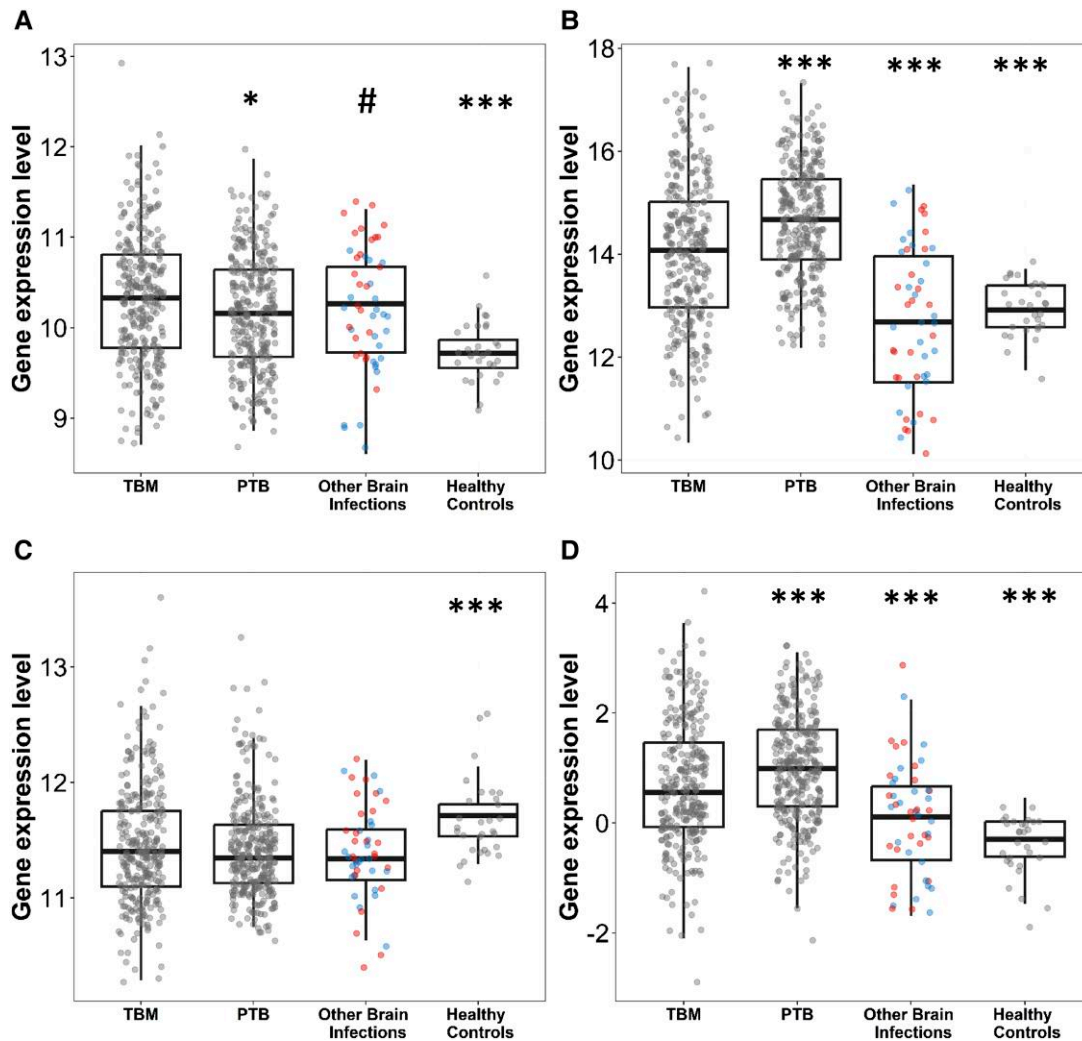 A
Gene expression level
13
12
11
10
9
*
#
***
TBM
PTB
Other Brain
Infections
Healthy
Controls
B
Gene expression level
18
16
14
12
10
***
***
***
TBM
PTB
Other Brain
Infections
Healthy
Controls
C
Gene expression level
13
12
11
***
TBM
PTB
Other Brain
Infections
Healthy
Controls
D
Gene expression level
4
2
0
-2
***
***
***
TBM
PTB
Other Brain
Infections
Healthy
Controls